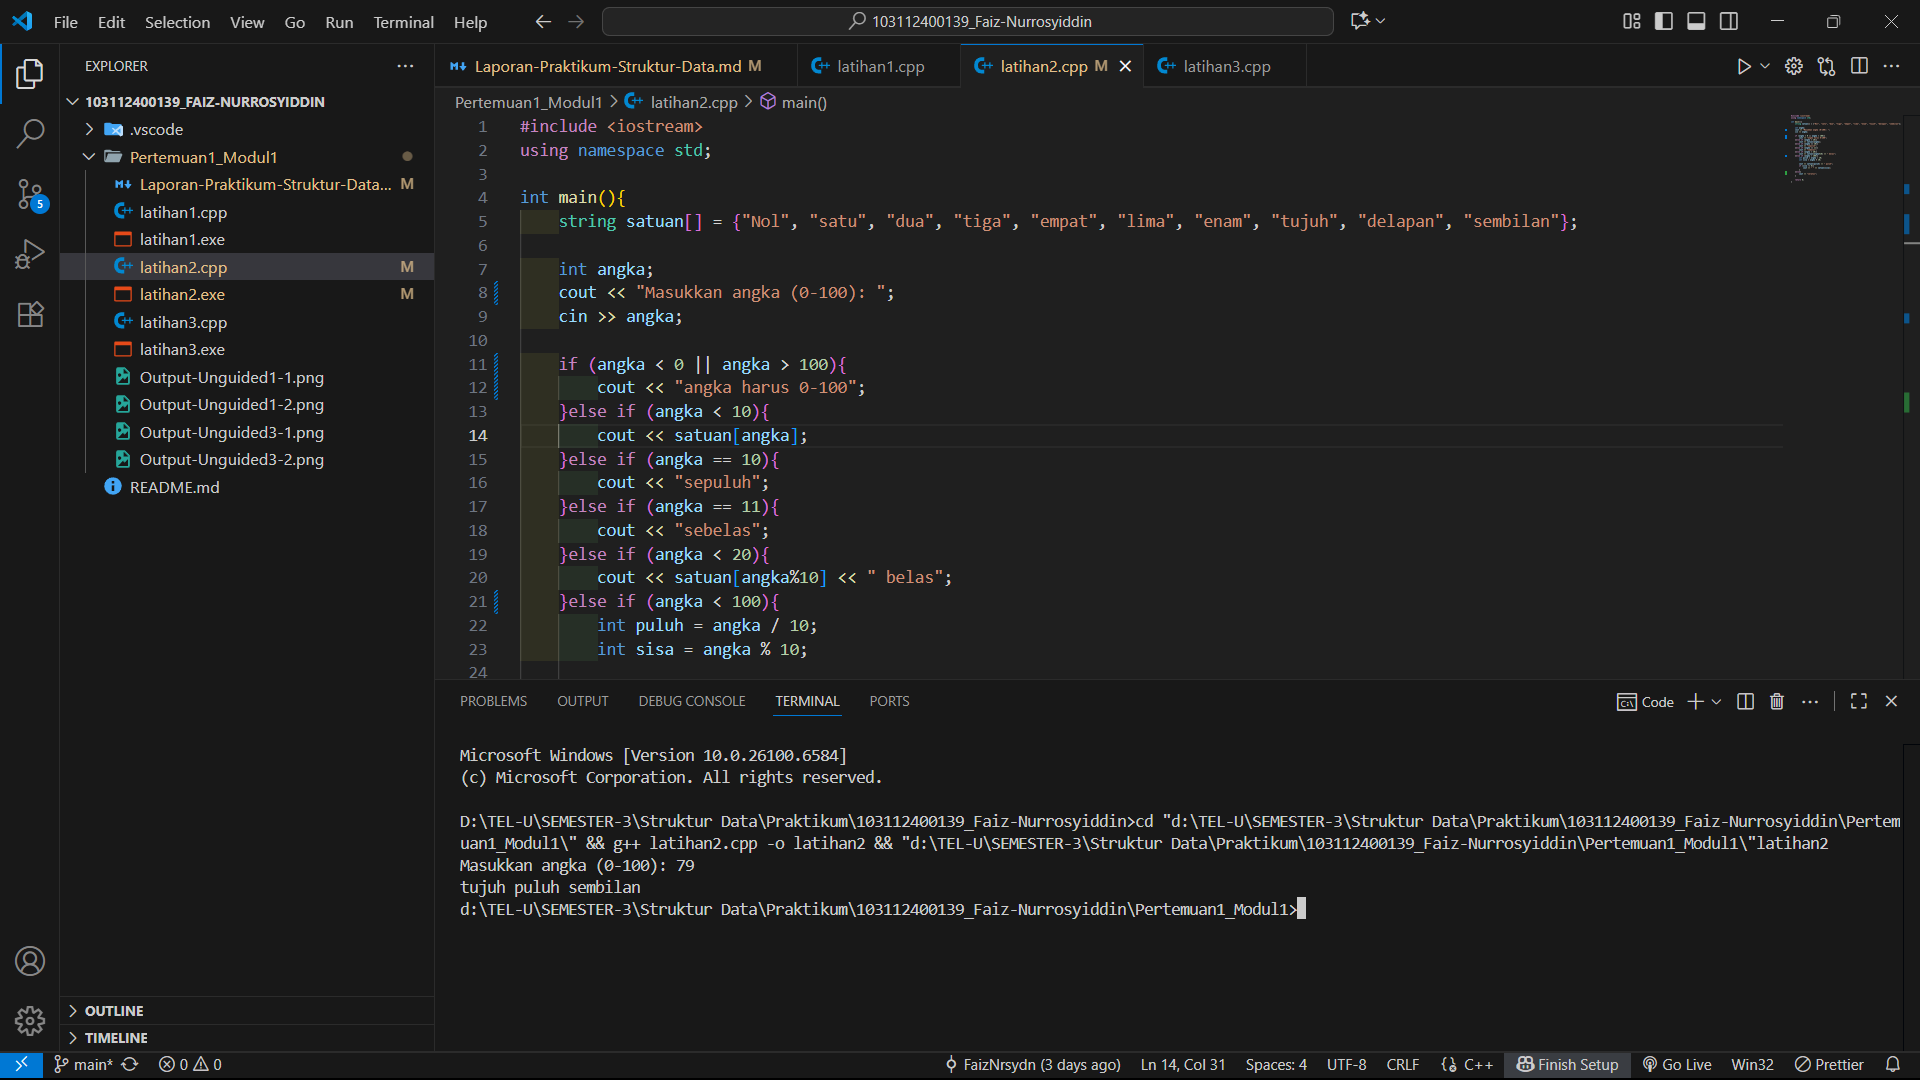 File Edit Selection View Go Run Terminal Help
103112400139_Faiz-Nurrosyiddin
EXPLORER
103112400139_FAIZ-NURROSYIDDIN
.vscode
Pertemuan1_Modul1
Laporan-Praktikum-Struktur-Data... M
latihan1.cpp
latihan1.exe
latihan2.cpp M
latihan2.exe M
latihan3.cpp
latihan3.exe
Output-Unguided1-1.png
Output-Unguided1-2.png
Output-Unguided3-1.png
Output-Unguided3-2.png
README.md
OUTLINE
TIMELINE
5
Laporan-Praktikum-Struktur-Data.md M
latihan1.cpp
latihan2.cpp M
latihan3.cpp
Pertemuan1_Modul1 > latihan2.cpp > main()
1 #include <iostream>
2 using namespace std;
3
4 int main(){
5 string satuan[] = {"Nol", "satu", "dua", "tiga", "empat", "lima", "enam", "tujuh", "delapan", "sembilan"};
6
7 int angka;
8 cout << "Masukkan angka (0-100): ";
9 cin >> angka;
10
11 if (angka < 0 || angka > 100){
12 cout << "angka harus 0-100";
13 }else if (angka < 10){
14 cout << satuan[angka];
15 }else if (angka == 10){
16 cout << "sepuluh";
17 }else if (angka == 11){
18 cout << "sebelas";
19 }else if (angka < 20){
20 cout << satuan[angka%10] << " belas";
21 }else if (angka < 100){
22 int puluh = angka / 10;
23 int sisa = angka % 10;
24
PROBLEMS OUTPUT DEBUG CONSOLE TERMINAL PORTS
Code
Microsoft Windows [Version 10.0.26100.6584]
(c) Microsoft Corporation. All rights reserved.
D:\TEL-U\SEMESTER-3\Struktur Data\Praktikum\103112400139_Faiz-Nurrosyiddin>cd "d:\TEL-U\SEMESTER-3\Struktur Data\Praktikum\103112400139_Faiz-Nurrosyiddin\Pertem
uan1_Modul1\" && g++ latihan2.cpp -o latihan2 && "d:\TEL-U\SEMESTER-3\Struktur Data\Praktikum\103112400139_Faiz-Nurrosyiddin\Pertemuan1_Modul1\"latihan2
Masukkan angka (0-100): 79
tujuh puluh sembilan
d:\TEL-U\SEMESTER-3\Struktur Data\Praktikum\103112400139_Faiz-Nurrosyiddin\Pertemuan1_Modul1>
main* 0 0 FaizNrsydn (3 days ago) Ln 14, Col 31 Spaces: 4 UTF-8 CRLF {} C++ Finish Setup Go Live Win32 Prettier